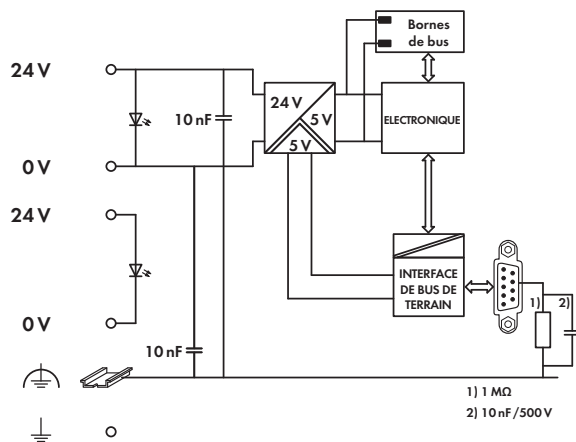 Bornes
de bus
24 V
24 V
5 V
5 V
10 nF
ELECTRONIQUE
0 V
24 V
INTERFACE
DE BUS DE
TERRAIN
1)
2)
0 V
10 nF
1) 1 MΩ
2) 10 nF/500 V